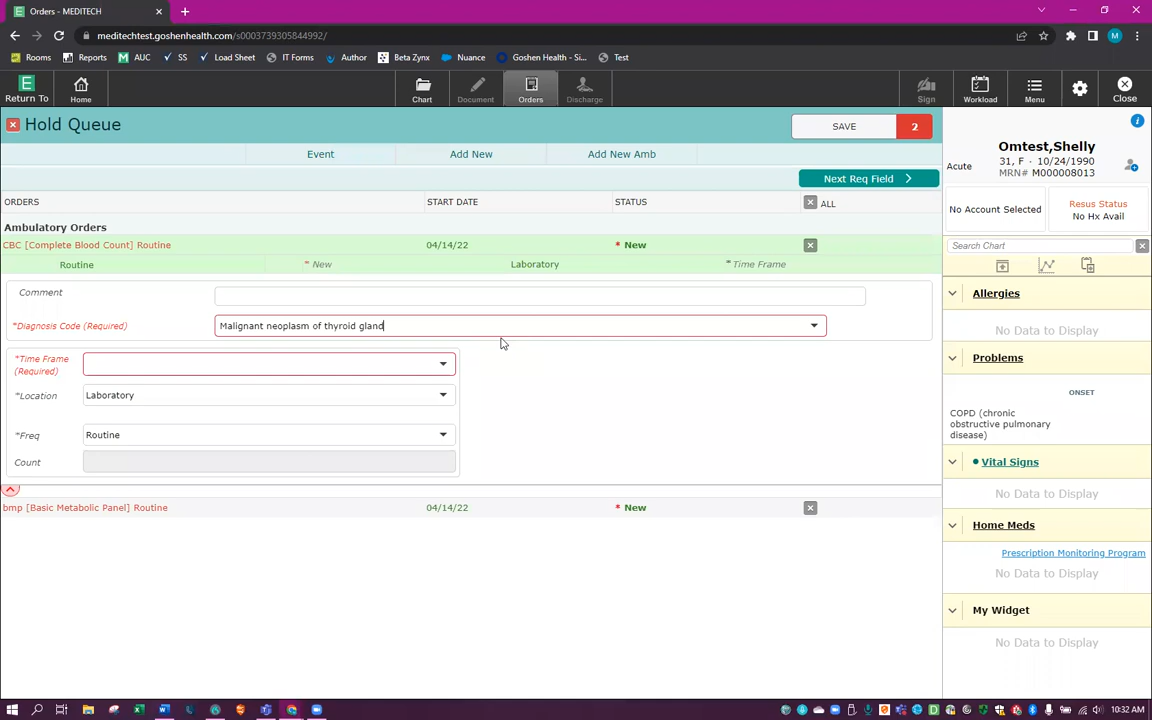 Orders - MEDITECH
meditechtest.goshenhealth.com/s0003739305844992/
Rooms Reports AUC SS Load Sheet IT Forms Author Beta Zynx Nuance Goshen Health - Si... Test
Return To Home Chart Document Orders Discharge Sign Workload Menu Close
Hold Queue
SAVE 2
Event Add New Add New Amb
Next Req Field
ORDERS START DATE STATUS ALL
Ambulatory Orders
CBC [Complete Blood Count] Routine 04/14/22 * New
Routine * New Laboratory *Time Frame
Comment
*Diagnosis Code (Required) Malignant neoplasm of thyroid gland
*Time Frame
(Required)
*Location Laboratory
*Freq Routine
Count
bmp [Basic Metabolic Panel] Routine 04/14/22 * New
Omtest,Shelly
Acute 31, F · 10/24/1990
MRN# M000008013
No Account Selected
Resus Status
No Hx Avail
Search Chart
Allergies
No Data to Display
Problems
ONSET
COPD (chronic
obstructive pulmonary
disease)
Vital Signs
No Data to Display
Home Meds
Prescription Monitoring Program
No Data to Display
My Widget
No Data to Display
10:32 AM